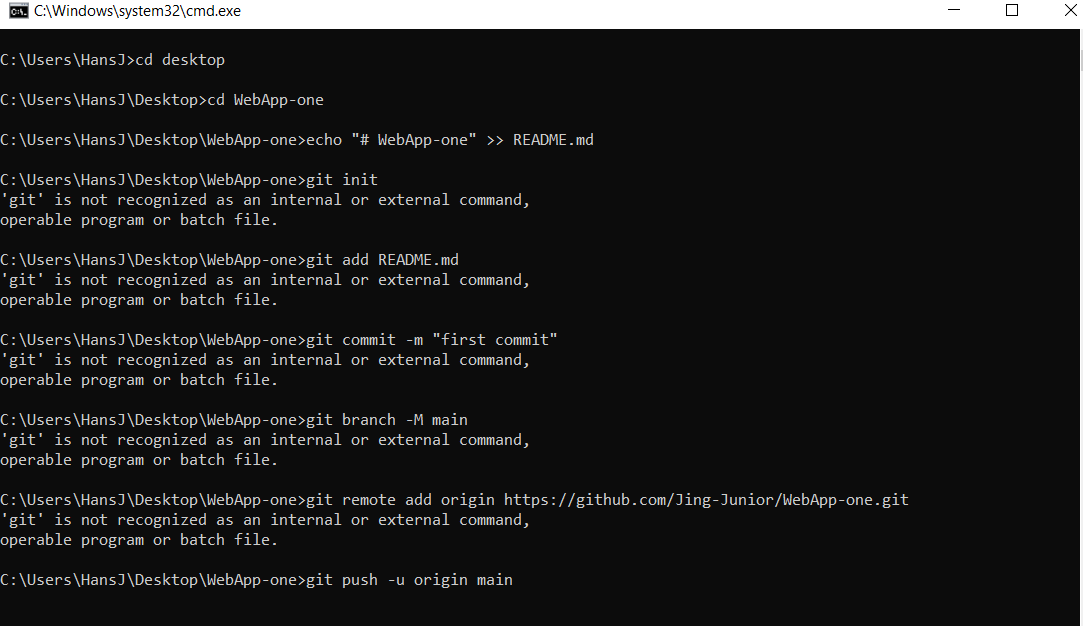 C:\Windows\system32\cmd.exe
C:\Users\HansJ>cd desktop
C:\Users\HansJ\Desktop>cd WebApp-one
C:\Users\HansJ\Desktop\WebApp-one>echo "# WebApp-one" >> README.md
C:\Users\HansJ\Desktop\WebApp-one>git init
'git' is not recognized as an internal or external command,
operable program or batch file.
C:\Users\HansJ\Desktop\WebApp-one>git add README.md
'git' is not recognized as an internal or external command,
operable program or batch file.
C:\Users\HansJ\Desktop\WebApp-one>git commit -m "first commit"
'git' is not recognized as an internal or external command,
operable program or batch file.
C:\Users\HansJ\Desktop\WebApp-one>git branch -M main
'git' is not recognized as an internal or external command,
operable program or batch file.
C:\Users\HansJ\Desktop\WebApp-one>git remote add origin https://github.com/Jing-Junior/WebApp-one.git
'git' is not recognized as an internal or external command,
operable program or batch file.
C:\Users\HansJ\Desktop\WebApp-one>git push -u origin main